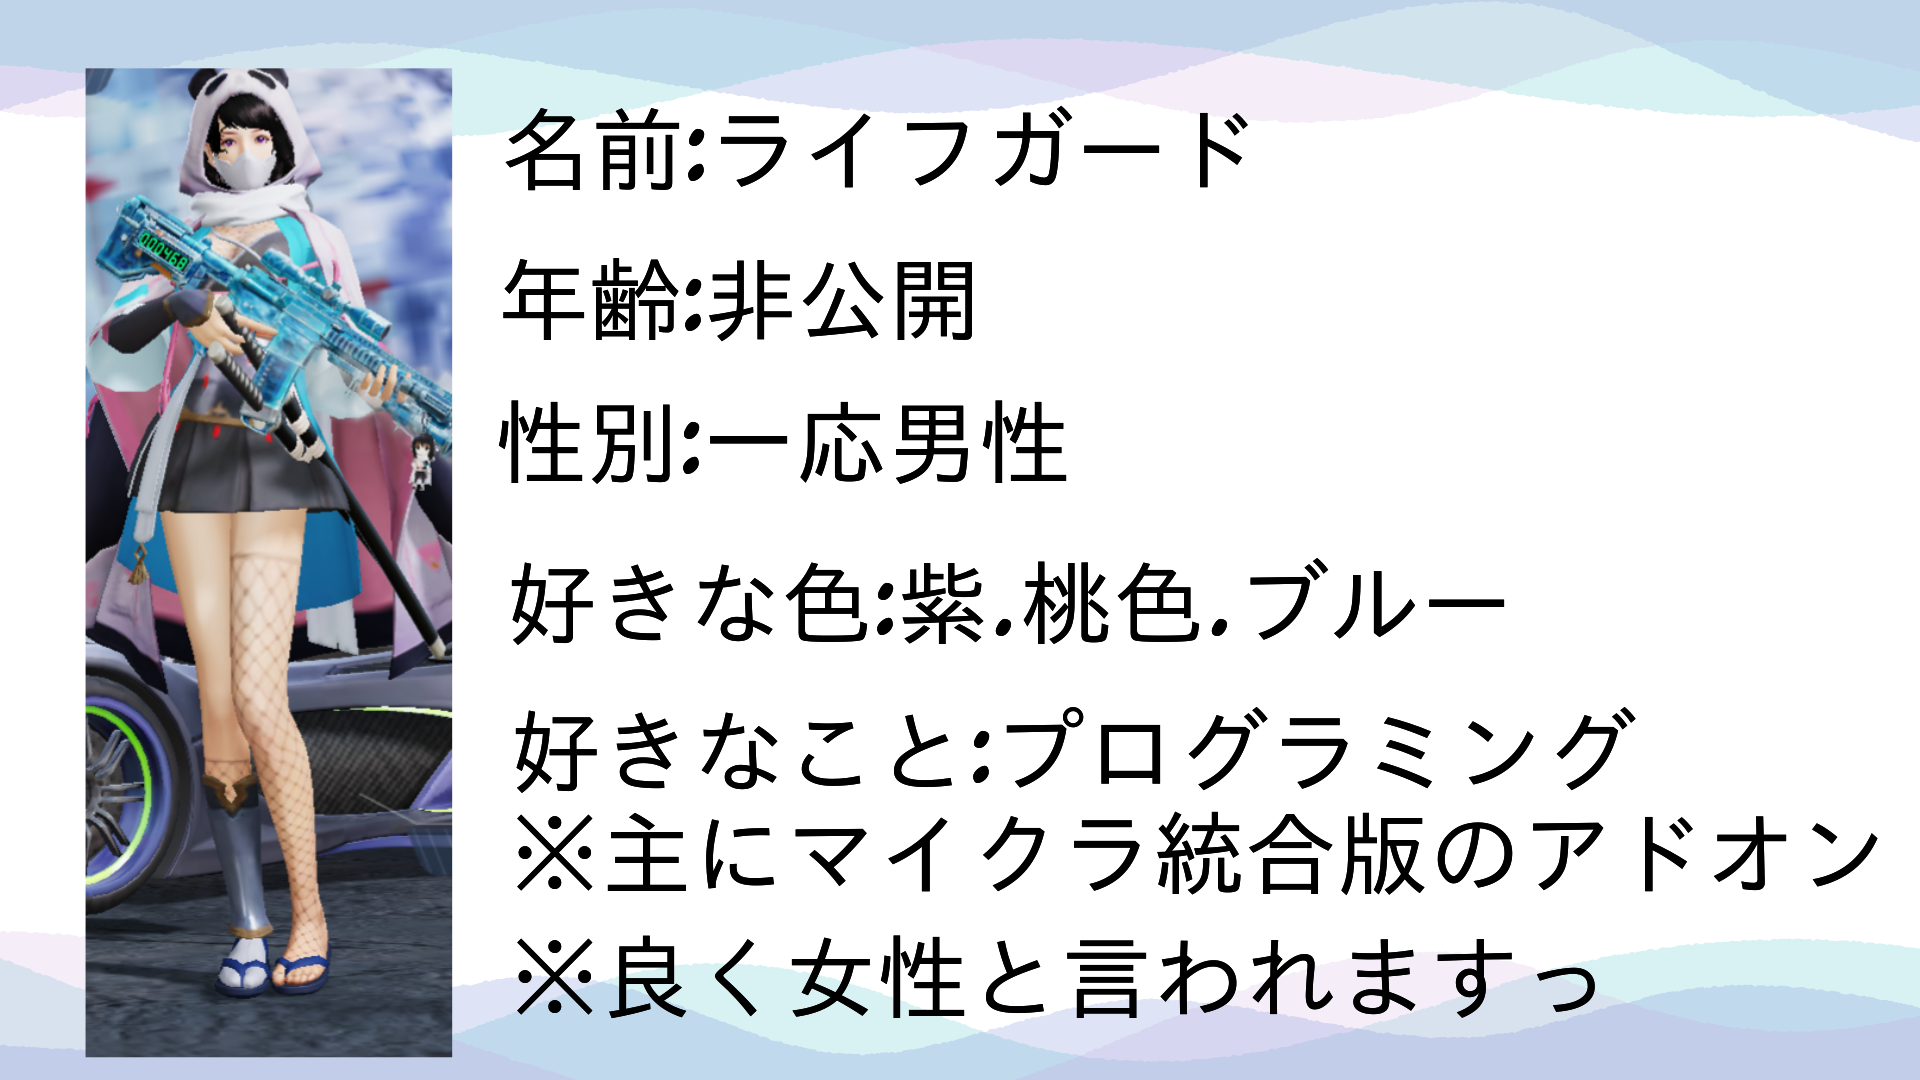 名前:ライフガード
年齢:非公開
性別:一応男性
好きな色:紫.桃色.ブルー
好きなこと:プログラミング
※主にマイクラ統合版のアドオン
※良く女性と言われますっ
000468